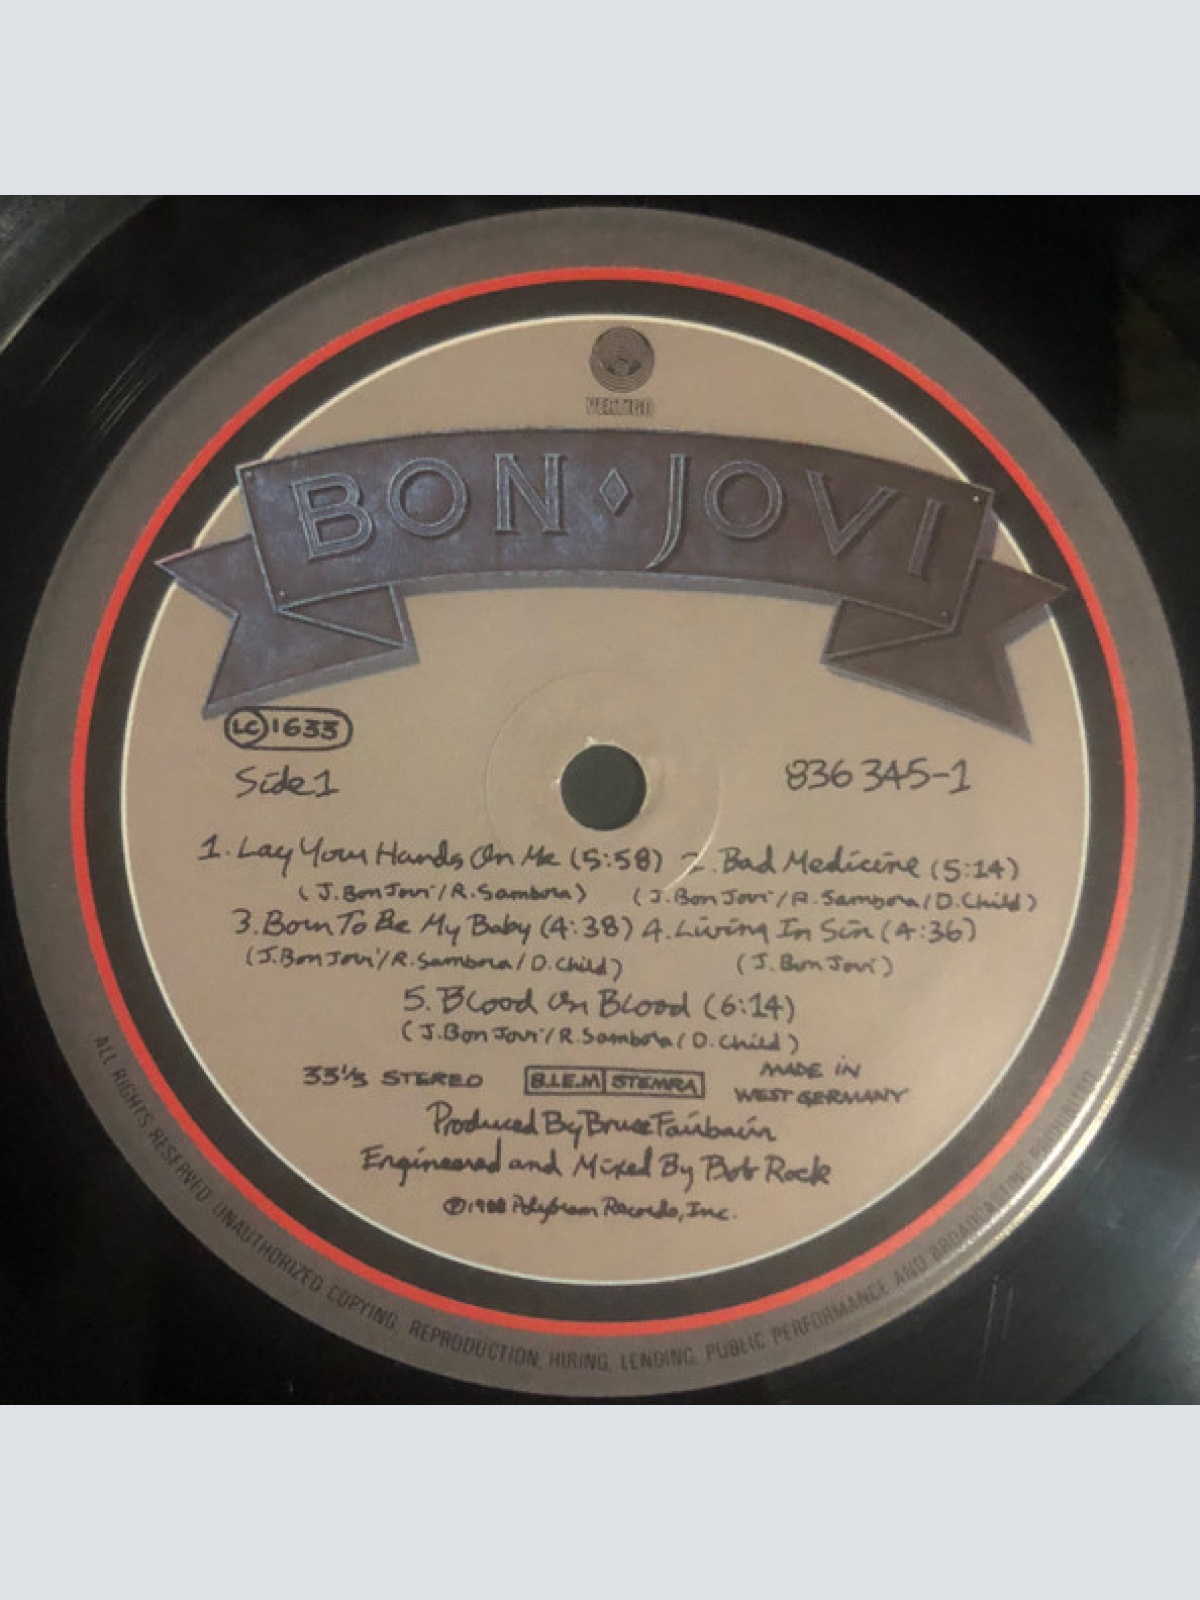 VERTIGO
BON ♦ JOVI
LC 1633
Side 1
836 345-1
1. Lay Your Hands On Me (5:58) 2. Bad Medicine (5:14)
(J. Bon Jovi/R. Sambora) (J. Bon Jovi/R. Sambora/D. Child)
3. Born To Be My Baby (4:38) 4. Living In Sin (4:36)
(J. Bon Jovi/R. Sambora/D. Child) (J. Bon Jovi)
5. Blood On Blood (6:14)
(J. Bon Jovi/R. Sambora/D. Child)
33⅓ STEREO B.I.E.M STEMRA MADE in WEST GERMANY
Produced By Bruce Fairbairn
Engineered and Mixed By Bob Rock
℗1988 Polygram Records, Inc.
ALL RIGHTS RESERVED. UNAUTHORIZED COPYING, REPRODUCTION, HIRING, LENDING, PUBLIC PERFORMANCE AND BROADCASTING PROHIBITED